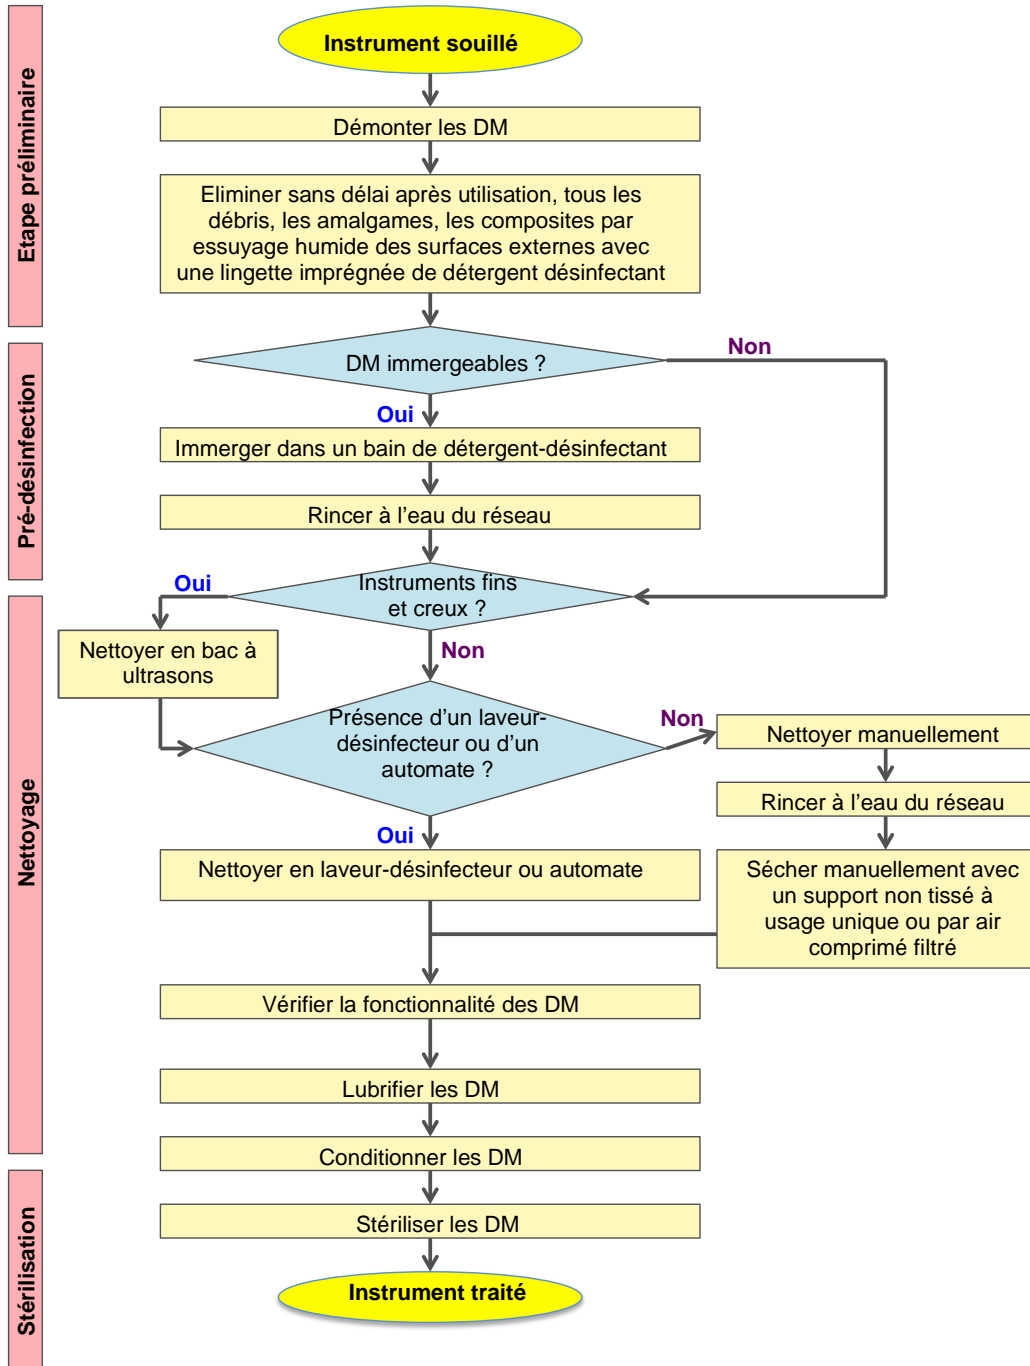 Etape préliminaire
Instrument souillé
Démonter les DM
Eliminer sans délai après utilisation, tous les
débris, les amalgames, les composites par
essuyage humide des surfaces externes avec
une lingette imprégnée de détergent désinfectant
Pré-désinfection
DM immergeables ?
Non
Oui
Immerger dans un bain de détergent-désinfectant
Rincer à l’eau du réseau
Nettoyage
Instruments fins
et creux ?
Oui
Nettoyer en bac à
ultrasons
Non
Présence d’un laveur-
désinfecteur ou d’un
automate ?
Non
Nettoyer manuellement
Rincer à l’eau du réseau
Sécher manuellement avec
un support non tissé à
usage unique ou par air
comprimé filtré
Oui
Nettoyer en laveur-désinfecteur ou automate
Vérifier la fonctionnalité des DM
Lubrifier les DM
Conditionner les DM
Stérilisation
Stériliser les DM
Instrument traité